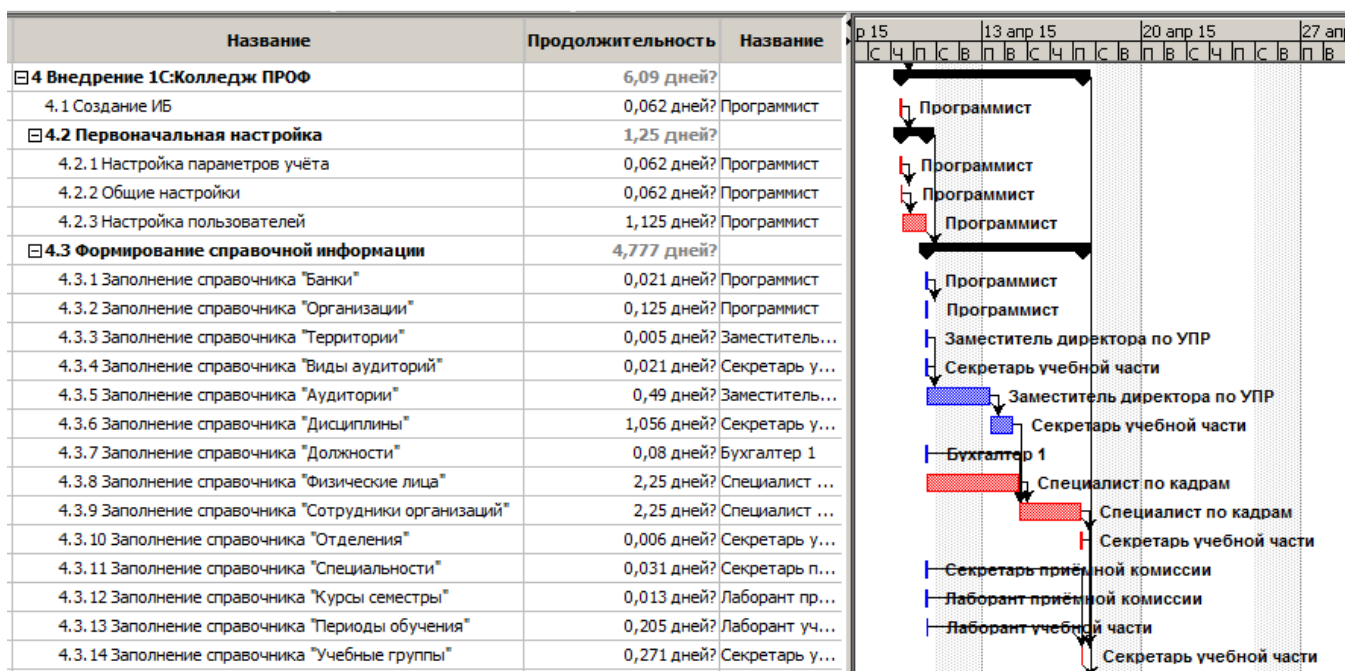 Название Продолжительность Название р 15 13 апр 15 20 апр 15 27 ап
С Ч П С В П В С Ч П С В П В С Ч П С В П В
4 Внедрение 1С:Колледж ПРОФ 6,09 дней?
4.1 Создание ИБ 0,062 дней? Программист Программист
4.2 Первоначальная настройка 1,25 дней?
4.2.1 Настройка параметров учёта 0,062 дней? Программист Программист
4.2.2 Общие настройки 0,062 дней? Программист Программист
4.2.3 Настройка пользователей 1,125 дней? Программист Программист
4.3 Формирование справочной информации 4,777 дней?
4.3.1 Заполнение справочника "Банки" 0,021 дней? Программист Программист
4.3.2 Заполнение справочника "Организации" 0,125 дней? Программист Программист
4.3.3 Заполнение справочника "Территории" 0,005 дней? Заместитель... Заместитель директора по УПР
4.3.4 Заполнение справочника "Виды аудиторий" 0,021 дней? Секретарь у... Секретарь учебной части
4.3.5 Заполнение справочника "Аудитории" 0,49 дней? Заместитель... Заместитель директора по УПР
4.3.6 Заполнение справочника "Дисциплины" 1,056 дней? Секретарь у... Секретарь учебной части
4.3.7 Заполнение справочника "Должности" 0,08 дней? Бухгалтер 1 Бухгалтер 1
4.3.8 Заполнение справочника "Физические лица" 2,25 дней? Специалист ... Специалист по кадрам
4.3.9 Заполнение справочника "Сотрудники организаций" 2,25 дней? Специалист ... Специалист по кадрам
4.3.10 Заполнение справочника "Отделения" 0,006 дней? Секретарь у... Секретарь учебной части
4.3.11 Заполнение справочника "Специальности" 0,031 дней? Секретарь п... Секретарь приёмной комиссии
4.3.12 Заполнение справочника "Курсы семестры" 0,013 дней? Лаборант пр... Лаборант приёмной комиссии
4.3.13 Заполнение справочника "Периоды обучения" 0,205 дней? Лаборант уч... Лаборант учебной части
4.3.14 Заполнение справочника "Учебные группы" 0,271 дней? Секретарь у... Секретарь учебной части